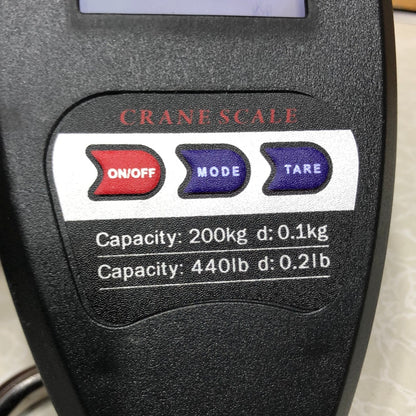 CRANE SCALE
ON/OFF MODE TARE
Capacity: 200kg d: 0.1kg
Capacity: 440lb d: 0.2lb